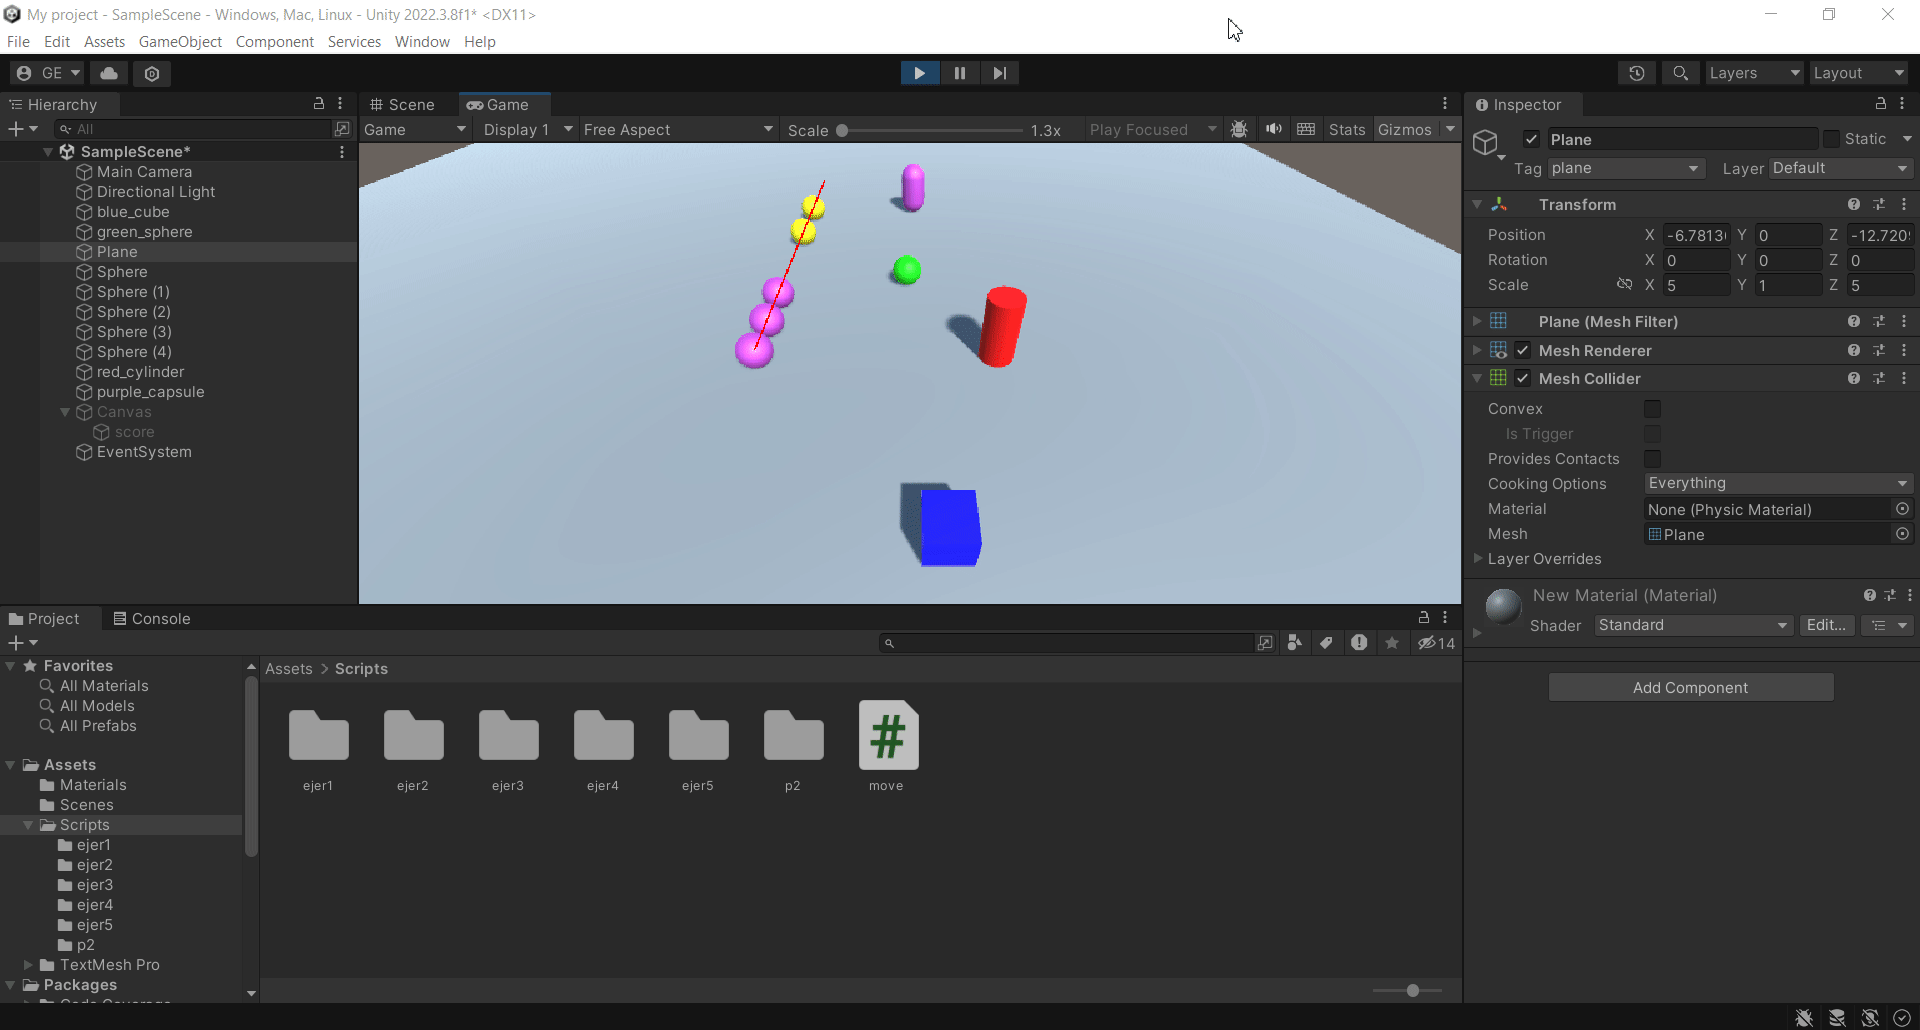 My project - SampleScene - Windows, Mac, Linux - Unity 2022.3.8f1* <DX11>
File Edit Assets GameObject Component Services Window Help
GE
Layers
Layout
Hierarchy
All
SampleScene*
Main Camera
Directional Light
blue_cube
green_sphere
Plane
Sphere
Sphere (1)
Sphere (2)
Sphere (3)
Sphere (4)
red_cylinder
purple_capsule
Canvas
score
EventSystem
Scene Game
Game Display 1 Free Aspect Scale 1.3x Play Focused Stats Gizmos
Inspector
Plane Static
Tag plane Layer Default
Transform
Position X -6.7813 Y 0 Z -12.720
Rotation X 0 Y 0 Z 0
Scale X 5 Y 1 Z 5
Plane (Mesh Filter)
Mesh Renderer
Mesh Collider
Convex
Is Trigger
Provides Contacts
Cooking Options Everything
Material None (Physic Material)
Mesh Plane
Layer Overrides
New Material (Material)
Shader Standard Edit...
Add Component
Project Console
14
Favorites
All Materials
All Models
All Prefabs
Assets
Materials
Scenes
Scripts
ejer1
ejer2
ejer3
ejer4
ejer5
p2
TextMesh Pro
Packages
Assets > Scripts
ejer1 ejer2 ejer3 ejer4 ejer5 p2 move